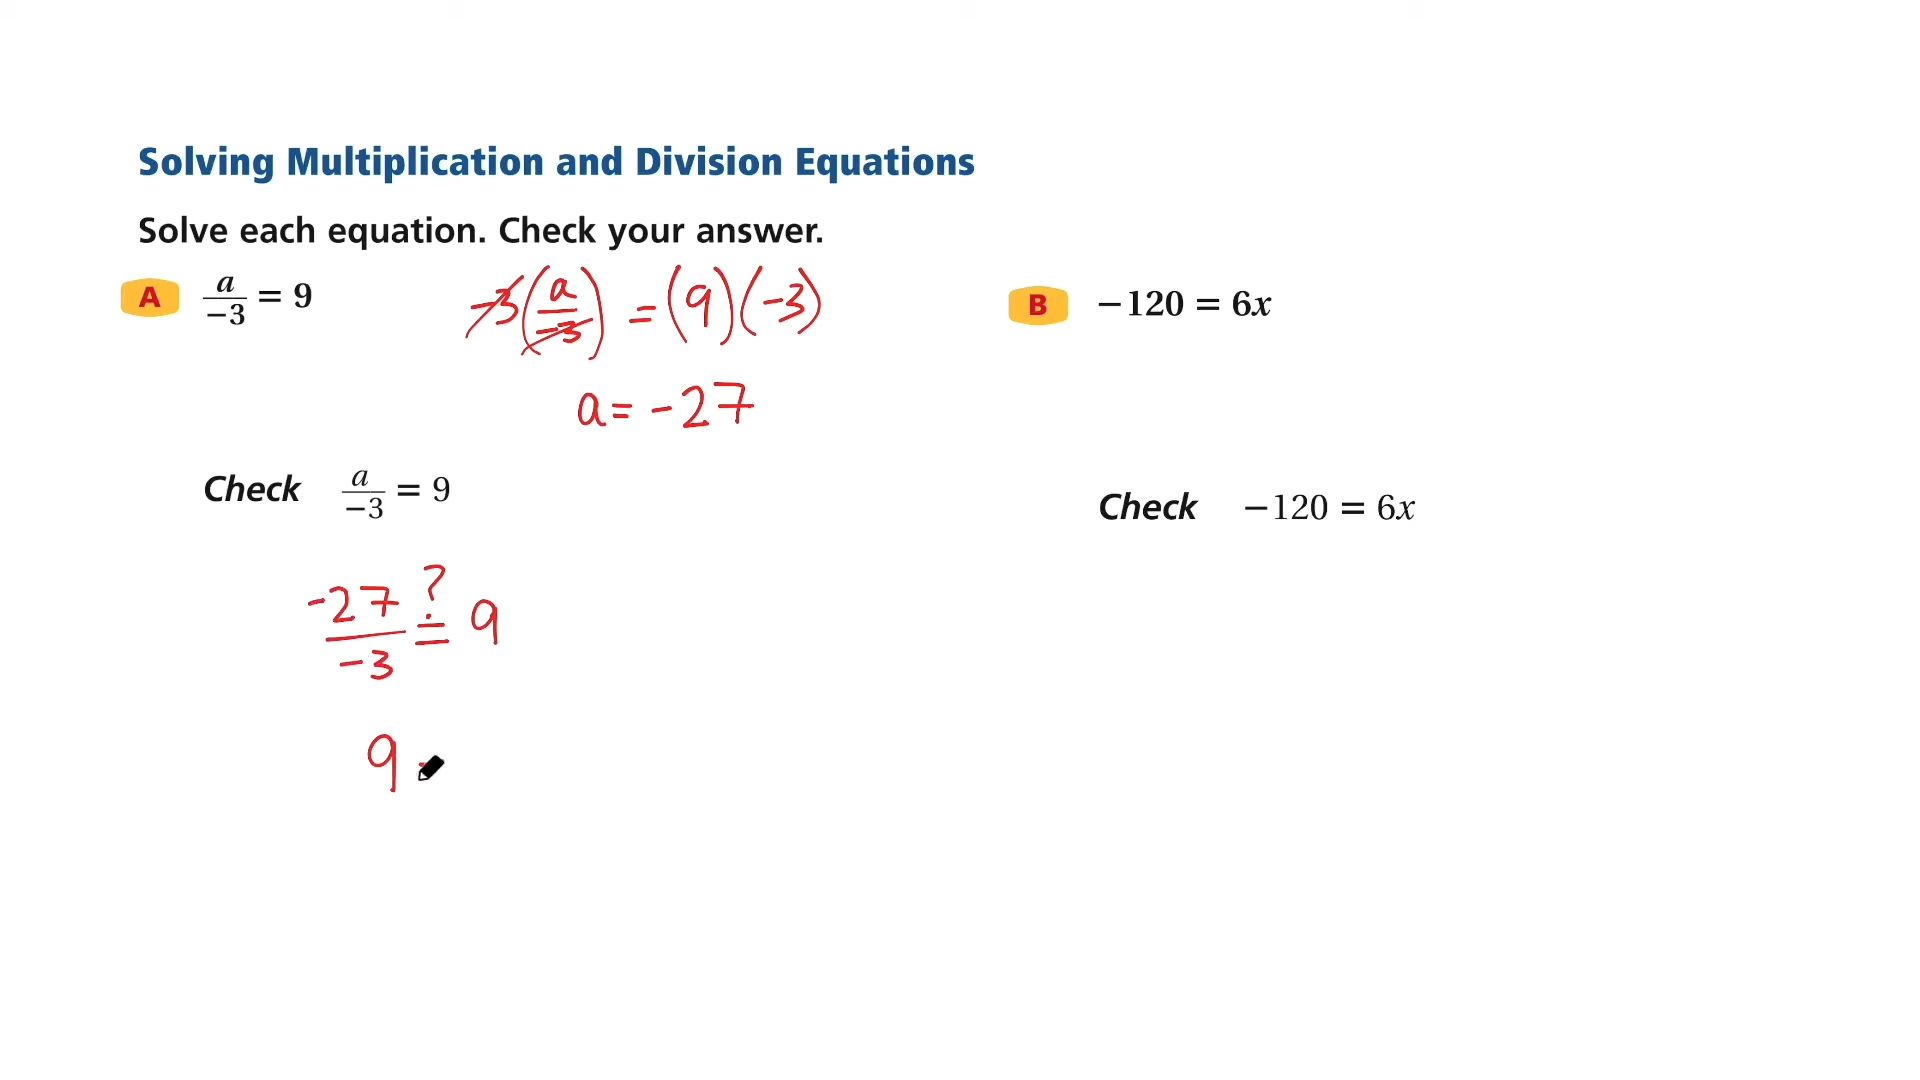 Solving Multiplication and Division Equations
Solve each equation. Check your answer.
A a/−3 = 9
-3(a/-3) = (9)(-3)
a = -27
Check a/−3 = 9
-27/-3 ?= 9
9
B −120 = 6x
Check −120 = 6x